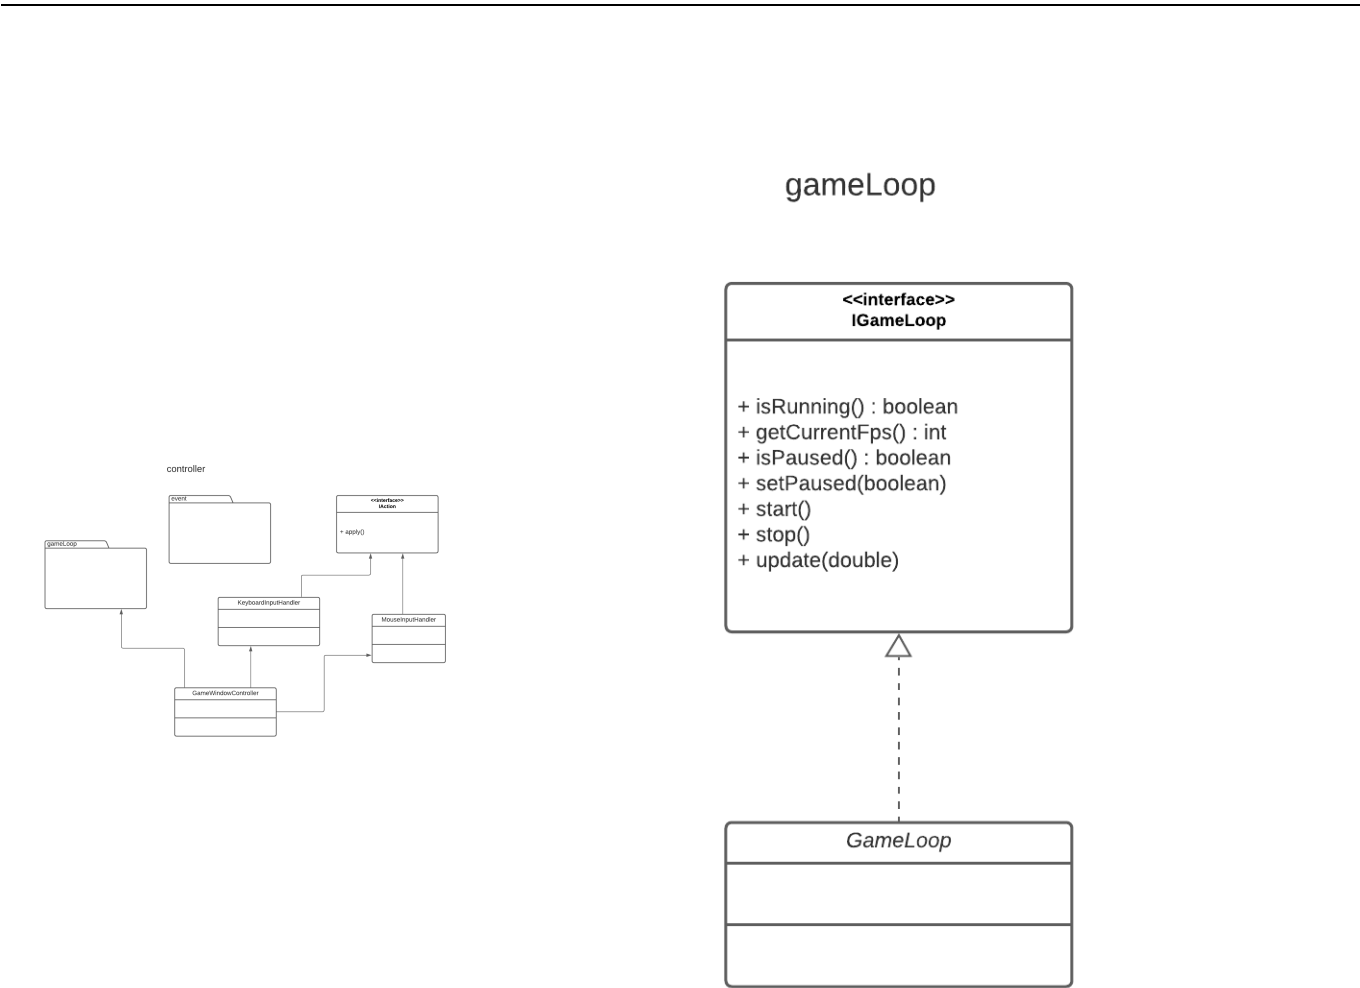 gameLoop
<<interface>>
IGameLoop
+ isRunning() : boolean
+ getCurrentFps() : int
+ isPaused() : boolean
+ setPaused(boolean)
+ start()
+ stop()
+ update(double)
GameLoop
controller
event
<<interface>>
IAction
+ apply()
gameLoop
KeyboardInputHandler
MouseInputHandler
GameWindowController